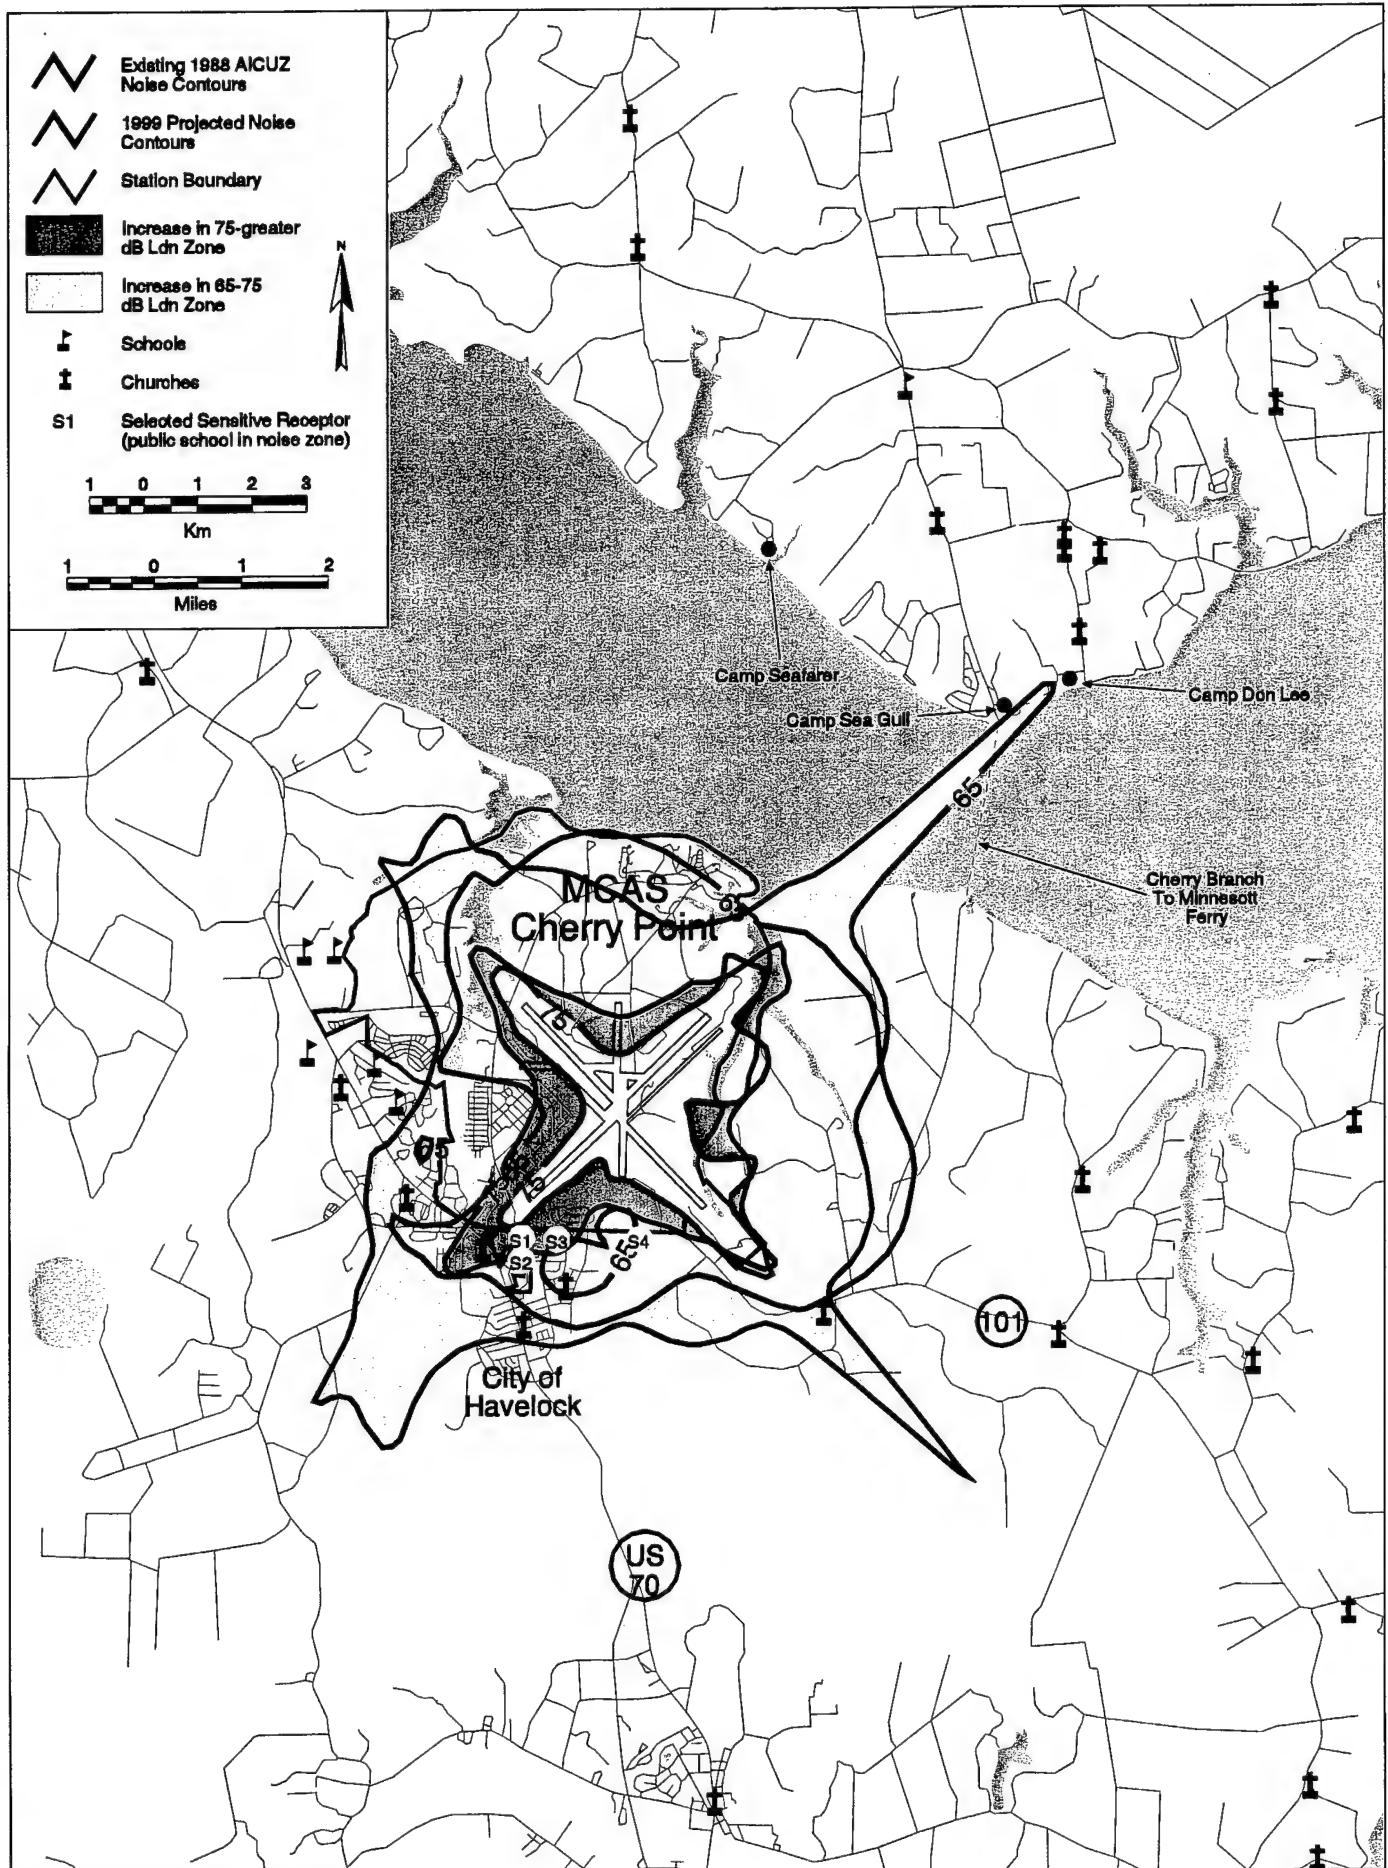 Existing 1988 AICUZ
Noise Contours
1999 Projected Noise
Contours
Station Boundary
Increase in 75-greater
dB Ldn Zone
Increase in 65-75
dB Ldn Zone
N
Schools
Churches
S1 Selected Sensitive Receptor
(public school in noise zone)
1 0 1 2 3
Km
1 0 1 2
Miles
Camp Seafarer
Camp Sea Gull
Camp Don Lee
65
Cherry Branch
To Minnesott
Ferry
MCAS
Cherry Point
75
65
75
S1 S3 S4
S2
65
101
City of
Havelock
US
70